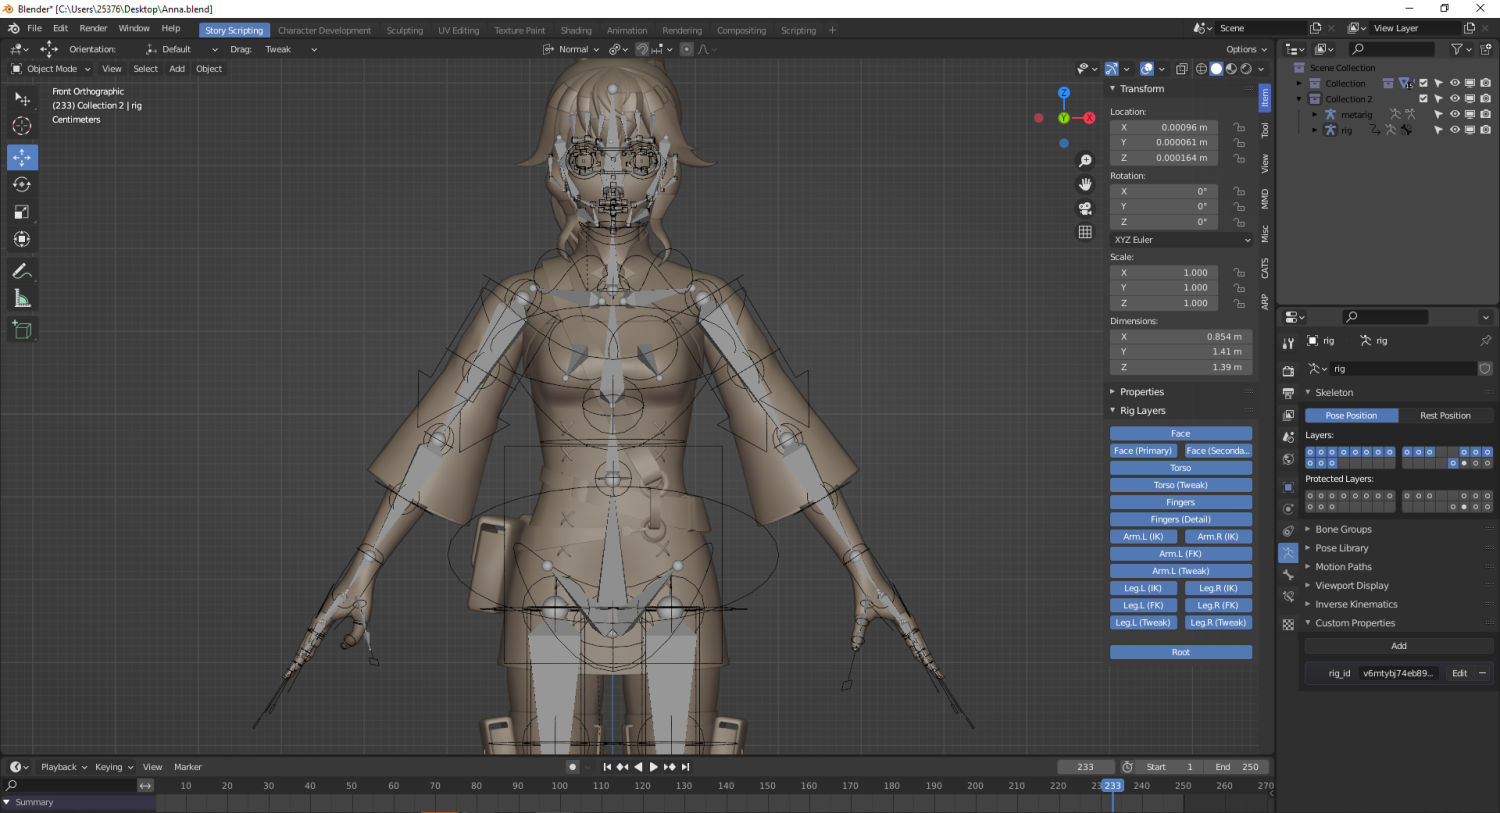 Blender* [C:\Users\25376\Desktop\Anna.blend]
File Edit Render Window Help Story Scripting Character Development Sculpting UV Editing Texture Paint Shading Animation Rendering Compositing Scripting + Scene View Layer
Orientation: Default Drag: Tweak Normal Options
Object Mode View Select Add Object
Front Orthographic
(233) Collection 2 | rig
Centimeters
Z
Y
X
Transform
Location:
X 0.00096 m
Y 0.000061 m
Z 0.000164 m
Rotation:
X 0°
Y 0°
Z 0°
XYZ Euler
Scale:
X 1.000
Y 1.000
Z 1.000
Dimensions:
X 0.854 m
Y 1.41 m
Z 1.39 m
Properties
Rig Layers
Face
Face (Primary) Face (Seconda...
Torso
Torso (Tweak)
Fingers
Fingers (Detail)
Arm.L (IK) Arm.R (IK)
Arm.L (FK)
Arm.L (Tweak)
Leg.L (IK) Leg.R (IK)
Leg.L (FK) Leg.R (FK)
Leg.L (Tweak) Leg.R (Tweak)
Root
Item
Tool
View
MMD
Misc
CATS
ARP
Scene Collection
Collection 15
Collection 2
metarig
rig
rig rig
rig
Skeleton
Pose Position Rest Position
Layers:
Protected Layers:
Bone Groups
Pose Library
Motion Paths
Viewport Display
Inverse Kinematics
Custom Properties
Add
rig_id v6mtybj74eb89... Edit
Playback Keying View Marker 233 Start 1 End 250
10 20 30 40 50 60 70 80 90 100 110 120 130 140 150 160 170 180 190 200 210 220 23 233 240 250 260 270
Summary